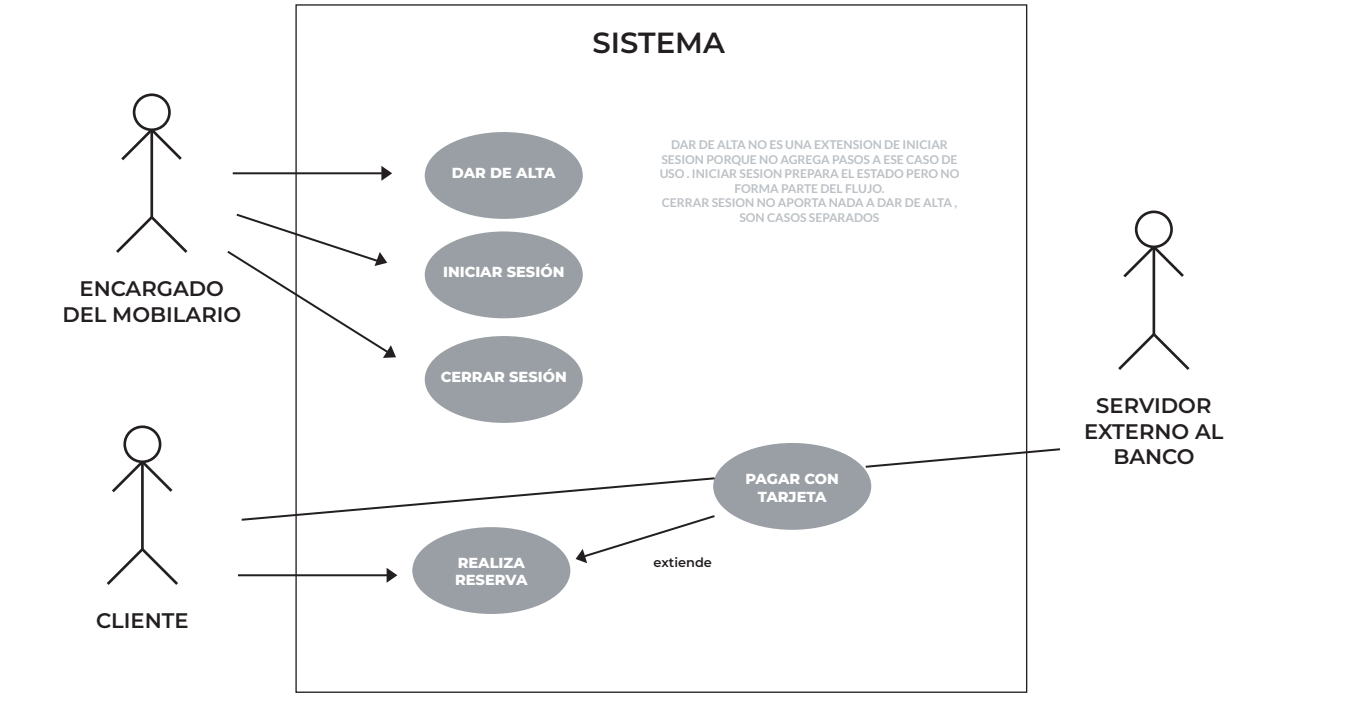 SISTEMA
DAR DE ALTA
DAR DE ALTA NO ES UNA EXTENSION DE INICIAR
SESION PORQUE NO AGREGA PASOS A ESE CASO DE
USO . INICIAR SESION PREPARA EL ESTADO PERO NO
FORMA PARTE DEL FLUJO.
CERRAR SESION NO APORTA NADA A DAR DE ALTA ,
SON CASOS SEPARADOS
INICIAR SESIÓN
ENCARGADO
DEL MOBILARIO
CERRAR SESIÓN
SERVIDOR
EXTERNO AL
BANCO
PAGAR CON
TARJETA
extiende
REALIZA
RESERVA
CLIENTE